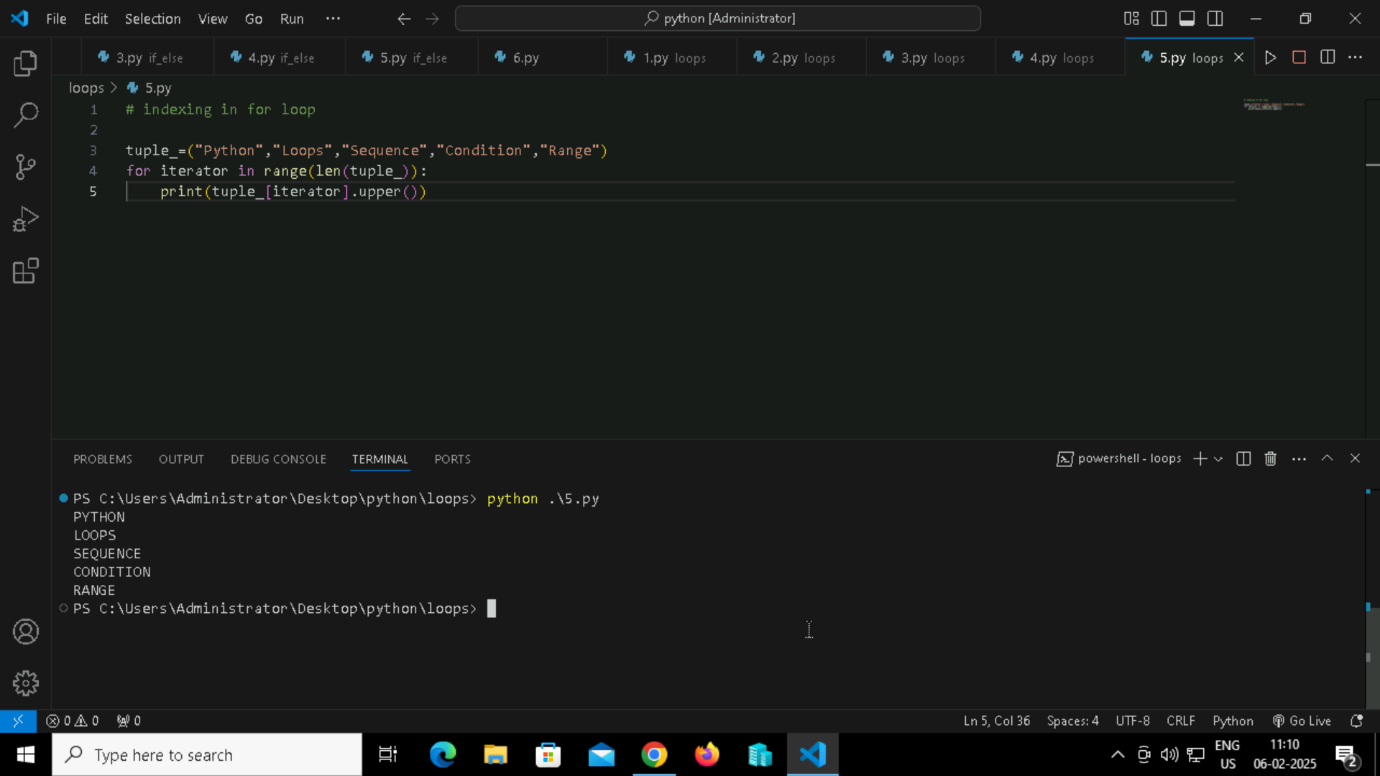 File Edit Selection View Go Run ··· python [Administrator]
3.py if_else 4.py if_else 5.py if_else 6.py 1.py loops 2.py loops 3.py loops 4.py loops 5.py loops
loops > 5.py
1 # indexing in for loop
2
3 tuple_=("Python","Loops","Sequence","Condition","Range")
4 for iterator in range(len(tuple_)):
5 print(tuple_[iterator].upper())
PROBLEMS OUTPUT DEBUG CONSOLE TERMINAL PORTS powershell - loops
PS C:\Users\Administrator\Desktop\python\loops> python .\5.py
PYTHON
LOOPS
SEQUENCE
CONDITION
RANGE
PS C:\Users\Administrator\Desktop\python\loops>
0 0 0 Ln 5, Col 36 Spaces: 4 UTF-8 CRLF Python Go Live
Type here to search ENG 11:10
US 06-02-2025 2